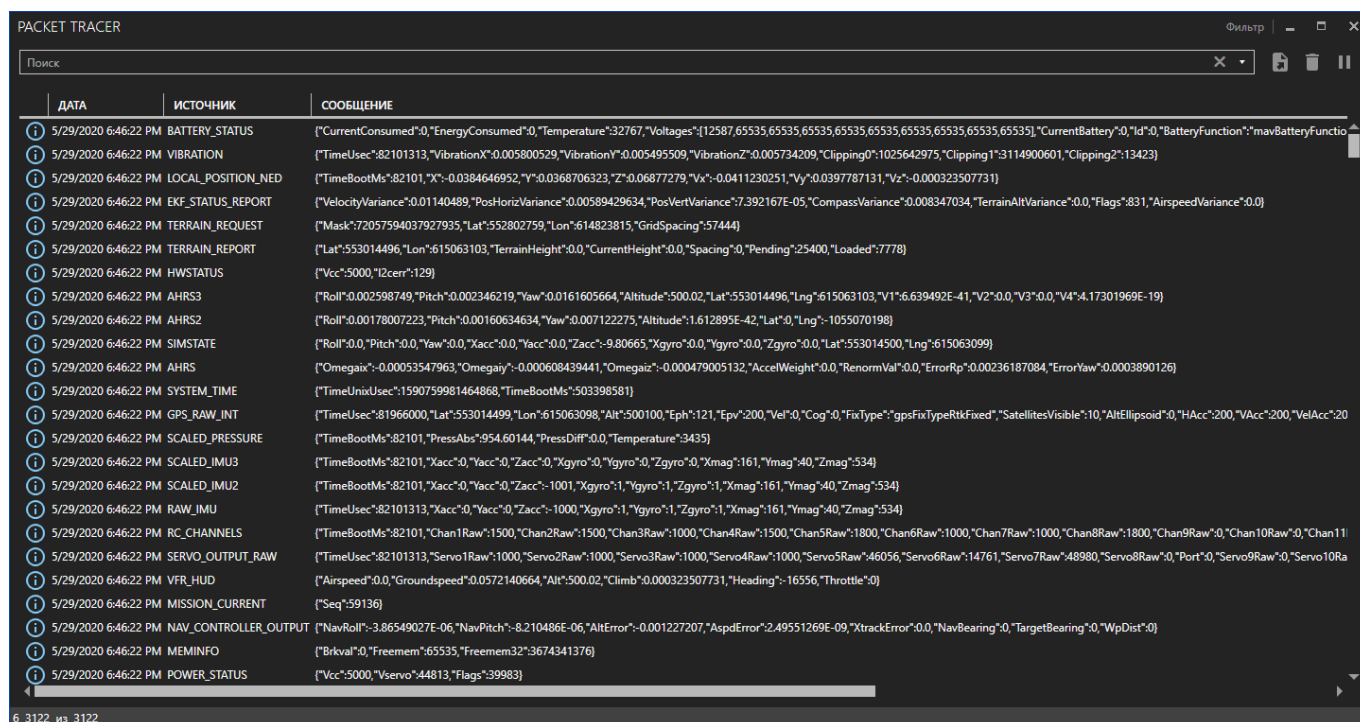 PACKET TRACER Фильтр
Поиск
ДАТА ИСТОЧНИК СООБЩЕНИЕ
5/29/2020 6:46:22 PM BATTERY_STATUS {"CurrentConsumed":0,"EnergyConsumed":0,"Temperature":32767,"Voltages":[12587,65535,65535,65535,65535,65535,65535,65535,65535,65535],"CurrentBattery":0,"Id":0,"BatteryFunction":"mavBatteryFunctio
5/29/2020 6:46:22 PM VIBRATION {"TimeUsec":82101313,"VibrationX":0.005800529,"VibrationY":0.005495509,"VibrationZ":0.005734209,"Clipping0":1025642975,"Clipping1":3114900601,"Clipping2":13423}
5/29/2020 6:46:22 PM LOCAL_POSITION_NED {"TimeBootMs":82101,"X":-0.0384646952,"Y":0.0368706323,"Z":0.06877279,"Vx":-0.0411230251,"Vy":0.0397787131,"Vz":-0.000323507731}
5/29/2020 6:46:22 PM EKF_STATUS_REPORT {"VelocityVariance":0.01140489,"PosHorizVariance":0.00589429634,"PosVertVariance":7.392167E-05,"CompassVariance":0.008347034,"TerrainAltVariance":0.0,"Flags":831,"AirspeedVariance":0.0}
5/29/2020 6:46:22 PM TERRAIN_REQUEST {"Mask":72057594037927935,"Lat":552802759,"Lon":614823815,"GridSpacing":57444}
5/29/2020 6:46:22 PM TERRAIN_REPORT {"Lat":553014496,"Lon":615063103,"TerrainHeight":0.0,"CurrentHeight":0.0,"Spacing":0,"Pending":25400,"Loaded":7778}
5/29/2020 6:46:22 PM HWSTATUS {"Vcc":5000,"I2cerr":129}
5/29/2020 6:46:22 PM AHRS3 {"Roll":0.002598749,"Pitch":0.002346219,"Yaw":0.0161605664,"Altitude":500.02,"Lat":553014496,"Lng":615063103,"V1":6.639492E-41,"V2":0.0,"V3":0.0,"V4":4.17301969E-19}
5/29/2020 6:46:22 PM AHRS2 {"Roll":0.00178007223,"Pitch":0.00160634634,"Yaw":0.007122275,"Altitude":1.612895E-42,"Lat":0,"Lng":-1055070198}
5/29/2020 6:46:22 PM SIMSTATE {"Roll":0.0,"Pitch":0.0,"Yaw":0.0,"Xacc":0.0,"Yacc":0.0,"Zacc":-9.80665,"Xgyro":0.0,"Ygyro":0.0,"Zgyro":0.0,"Lat":553014500,"Lng":615063099}
5/29/2020 6:46:22 PM AHRS {"Omegaix":-0.00053547963,"Omegaiy":-0.000608439441,"Omegaiz":-0.000479005132,"AccelWeight":0.0,"RenormVal":0.0,"ErrorRp":0.00236187084,"ErrorYaw":0.0003890126}
5/29/2020 6:46:22 PM SYSTEM_TIME {"TimeUnixUsec":1590759981464868,"TimeBootMs":503398581}
5/29/2020 6:46:22 PM GPS_RAW_INT {"TimeUsec":81966000,"Lat":553014499,"Lon":615063098,"Alt":500100,"Eph":121,"Epv":200,"Vel":0,"Cog":0,"FixType":"gpsFixTypeRtkFixed","SatellitesVisible":10,"AltEllipsoid":0,"HAcc":200,"VAcc":200,"VelAcc":20
5/29/2020 6:46:22 PM SCALED_PRESSURE {"TimeBootMs":82101,"PressAbs":954.60144,"PressDiff":0.0,"Temperature":3435}
5/29/2020 6:46:22 PM SCALED_IMU3 {"TimeBootMs":82101,"Xacc":0,"Yacc":0,"Zacc":0,"Xgyro":0,"Ygyro":0,"Zgyro":0,"Xmag":161,"Ymag":40,"Zmag":534}
5/29/2020 6:46:22 PM SCALED_IMU2 {"TimeBootMs":82101,"Xacc":0,"Yacc":0,"Zacc":-1001,"Xgyro":1,"Ygyro":1,"Zgyro":1,"Xmag":161,"Ymag":40,"Zmag":534}
5/29/2020 6:46:22 PM RAW_IMU {"TimeUsec":82101313,"Xacc":0,"Yacc":0,"Zacc":-1000,"Xgyro":1,"Ygyro":1,"Zgyro":1,"Xmag":161,"Ymag":40,"Zmag":534}
5/29/2020 6:46:22 PM RC_CHANNELS {"TimeBootMs":82101,"Chan1Raw":1500,"Chan2Raw":1500,"Chan3Raw":1000,"Chan4Raw":1500,"Chan5Raw":1800,"Chan6Raw":1000,"Chan7Raw":1000,"Chan8Raw":1800,"Chan9Raw":0,"Chan10Raw":0,"Chan11
5/29/2020 6:46:22 PM SERVO_OUTPUT_RAW {"TimeUsec":82101313,"Servo1Raw":1000,"Servo2Raw":1000,"Servo3Raw":1000,"Servo4Raw":1000,"Servo5Raw":46056,"Servo6Raw":14761,"Servo7Raw":48980,"Servo8Raw":0,"Port":0,"Servo9Raw":0,"Servo10Ra
5/29/2020 6:46:22 PM VFR_HUD {"Airspeed":0.0,"Groundspeed":0.0572140664,"Alt":500.02,"Climb":0.000323507731,"Heading":-16556,"Throttle":0}
5/29/2020 6:46:22 PM MISSION_CURRENT {"Seq":59136}
5/29/2020 6:46:22 PM NAV_CONTROLLER_OUTPUT {"NavRoll":-3.86549027E-06,"NavPitch":-8.210486E-06,"AltError":-0.001227207,"AspdError":2.49551269E-09,"XtrackError":0.0,"NavBearing":0,"TargetBearing":0,"WpDist":0}
5/29/2020 6:46:22 PM MEMINFO {"Brkval":0,"Freemem":65535,"Freemem32":3674341376}
5/29/2020 6:46:22 PM POWER_STATUS {"Vcc":5000,"Vservo":44813,"Flags":39983}
6 3122 из 3122